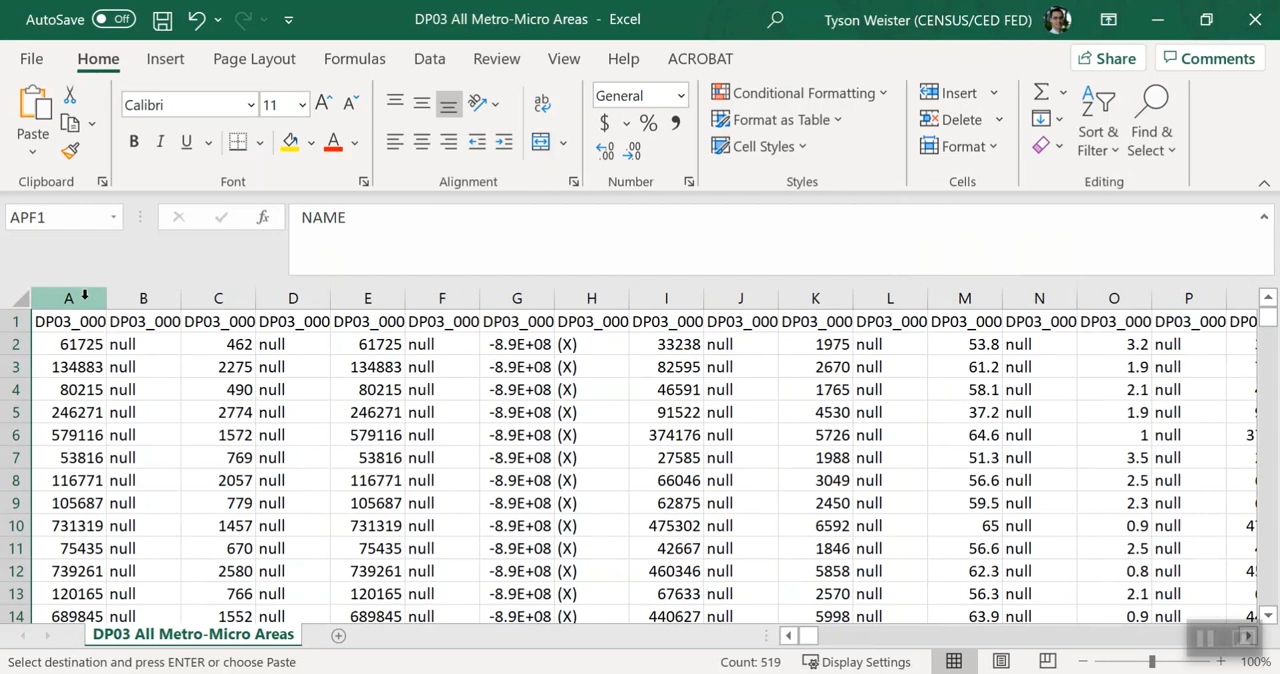 AutoSave Off DP03 All Metro-Micro Areas - Excel Tyson Weister (CENSUS/CED FED)
File Home Insert Page Layout Formulas Data Review View Help ACROBAT Share Comments
Calibri 11 A A ab General Conditional Formatting Insert Σ A Z
Paste B I U A $ % Format as Table Delete Sort & Find &
Cell Styles Format Filter Select
Clipboard Font Alignment Number Styles Cells Editing
APF1 fx NAME
A B C D E F G H I J K L M N O P
1 DP03_000 DP03_000 DP03_000 DP03_000 DP03_000 DP03_000 DP03_000 DP03_000 DP03_000 DP03_000 DP03_000 DP03_000 DP03_000 DP03_000 DP03_000 DP03_000 DP0
2 61725 null 462 null 61725 null -8.9E+08 (X) 33238 null 1975 null 53.8 null 3.2 null
3 134883 null 2275 null 134883 null -8.9E+08 (X) 82595 null 2670 null 61.2 null 1.9 null
4 80215 null 490 null 80215 null -8.9E+08 (X) 46591 null 1765 null 58.1 null 2.1 null
5 246271 null 2774 null 246271 null -8.9E+08 (X) 91522 null 4530 null 37.2 null 1.9 null
6 579116 null 1572 null 579116 null -8.9E+08 (X) 374176 null 5726 null 64.6 null 1 null 37
7 53816 null 769 null 53816 null -8.9E+08 (X) 27585 null 1988 null 51.3 null 3.5 null
8 116771 null 2057 null 116771 null -8.9E+08 (X) 66046 null 3049 null 56.6 null 2.5 null
9 105687 null 779 null 105687 null -8.9E+08 (X) 62875 null 2450 null 59.5 null 2.3 null
10 731319 null 1457 null 731319 null -8.9E+08 (X) 475302 null 6592 null 65 null 0.9 null 47
11 75435 null 670 null 75435 null -8.9E+08 (X) 42667 null 1846 null 56.6 null 2.5 null
12 739261 null 2580 null 739261 null -8.9E+08 (X) 460346 null 5858 null 62.3 null 0.8 null 45
13 120165 null 766 null 120165 null -8.9E+08 (X) 67633 null 2570 null 56.3 null 2.1 null
14 689845 null 1552 null 689845 null -8.9E+08 (X) 440627 null 5998 null 63.9 null 0.9 null 44
DP03 All Metro-Micro Areas
Select destination and press ENTER or choose Paste Count: 519 Display Settings 100%